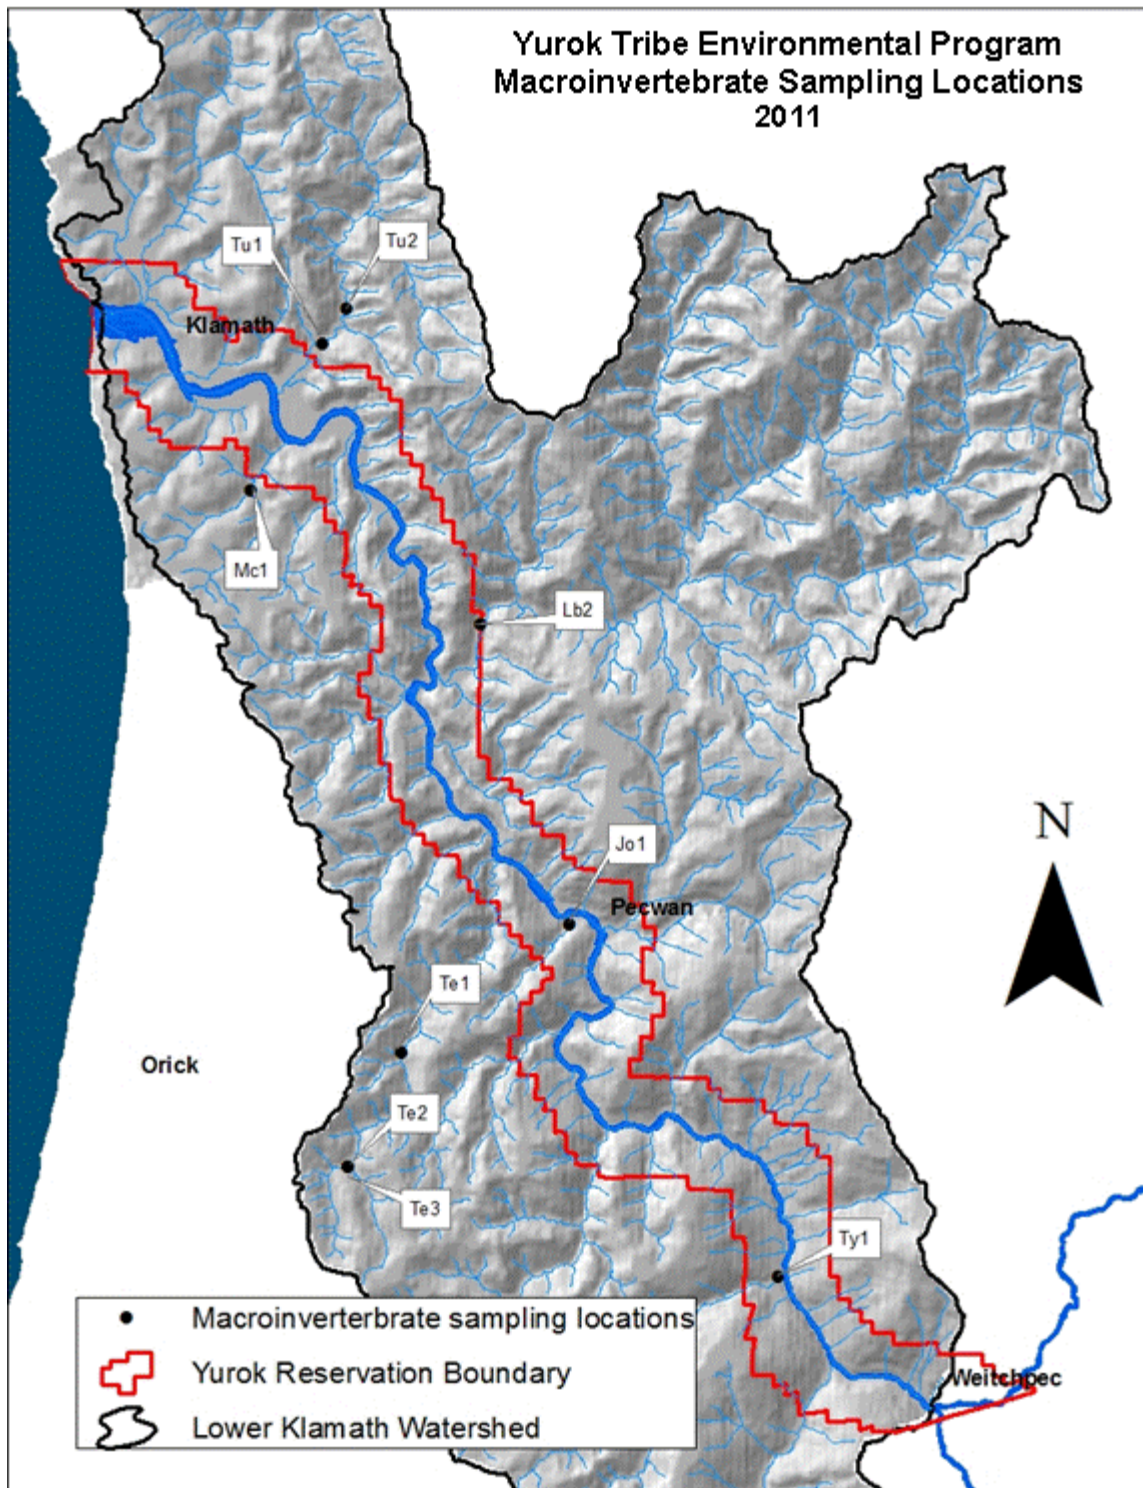 Yurok Tribe Environmental Program
Macroinvertebrate Sampling Locations
2011
Tu1
Tu2
Klamath
Mc1
Lb2
Jo1
Pecwan
N
Te1
Orick
Te2
Te3
Ty1
Weitchpec
Macroinverterbrate sampling locations
Yurok Reservation Boundary
Lower Klamath Watershed